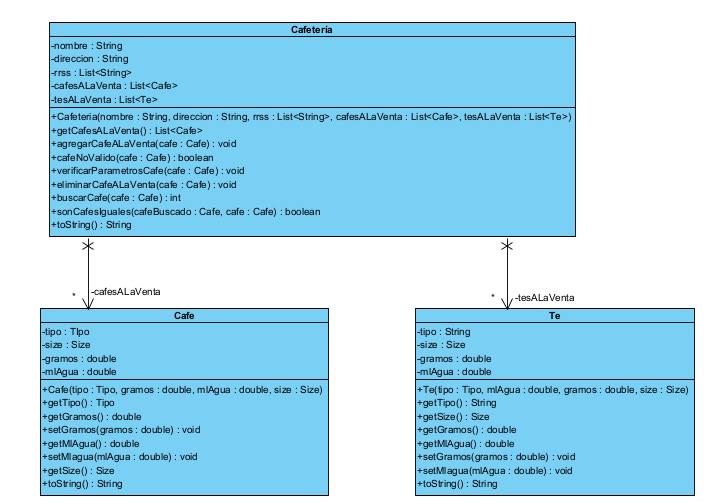 Cafetería
-nombre : String
-direccion : String
-rrss : List<String>
-cafesALaVenta : List<Cafe>
-tesALaVenta : List<Te>
+Cafeteria(nombre : String, direccion : String, rrss : List<String>, cafesALaVenta : List<Cafe>, tesALaVenta : List<Te>)
+getCafesALaVenta() : List<Cafe>
+agregarCafeALaVenta(cafe : Cafe) : void
+cafeNoValido(cafe : Cafe) : boolean
+verificarParametrosCafe(cafe : Cafe) : void
+eliminarCafeALaVenta(cafe : Cafe) : void
+buscarCafe(cafe : Cafe) : int
+sonCafesIguales(cafeBuscado : Cafe, cafe : Cafe) : boolean
+toString() : String
* -cafesALaVenta
* -tesALaVenta
Cafe
-tipo : TIpo
-size : Size
-gramos : double
-mlAgua : double
+Cafe(tipo : Tipo, gramos : double, mlAgua : double, size : Size)
+getTipo() : Tipo
+getGramos() : double
+setGramos(gramos : double) : void
+getMlAgua() : double
+setMlagua(mlAgua : double) : void
+getSize() : Size
+toString() : String
Te
-tipo : String
-size : Size
-gramos : double
-mlAgua : double
+Te(tipo : Tipo, mlAgua : double, gramos : double, size : Size)
+getTipo() : String
+getSize() : Size
+getGramos() : double
+getMlAgua() : double
+setGramos(gramos : double) : void
+setMlagua(mlAgua : double) : void
+toString() : String